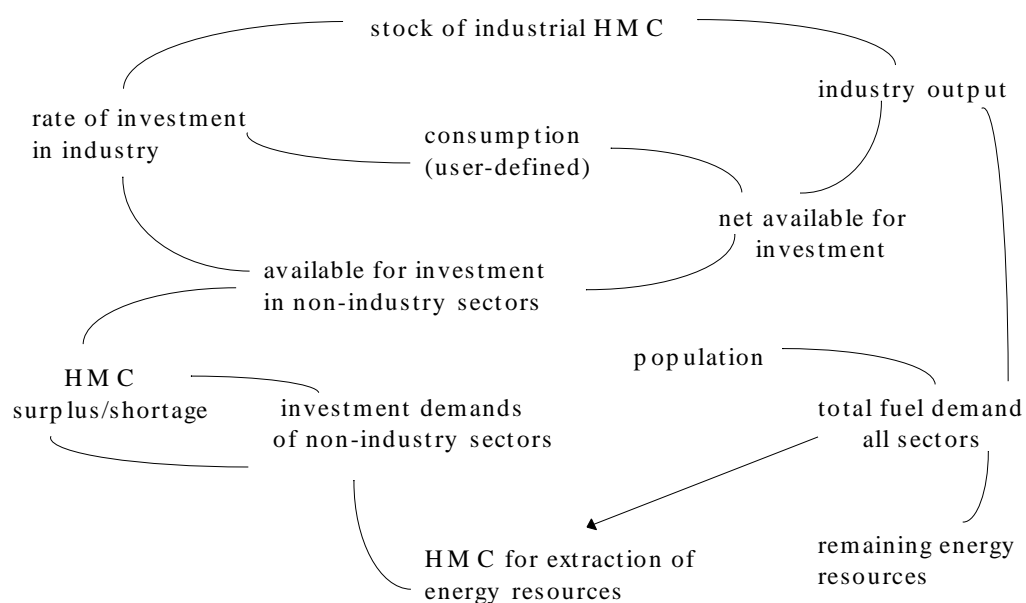 stock of industrial HMC
industry output
rate of investment
in industry
consumption
(user-defined)
net available for
investment
available for investment
in non-industry sectors
population
HMC
surplus/shortage
investment demands
of non-industry sectors
total fuel demand
all sectors
HMC for extraction of
energy resources
remaining energy
resources